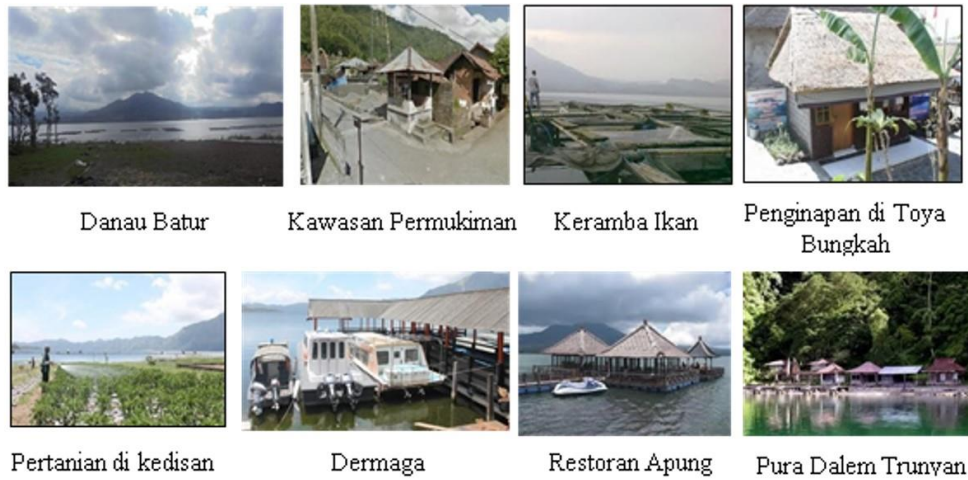 Danau Batur
Kawasan Permukiman
Keramba Ikan
Penginapan di Toya
Bungkah
Pertanian di kedisan
Dermaga
Restoran Apung
Pura Dalem Trunyan